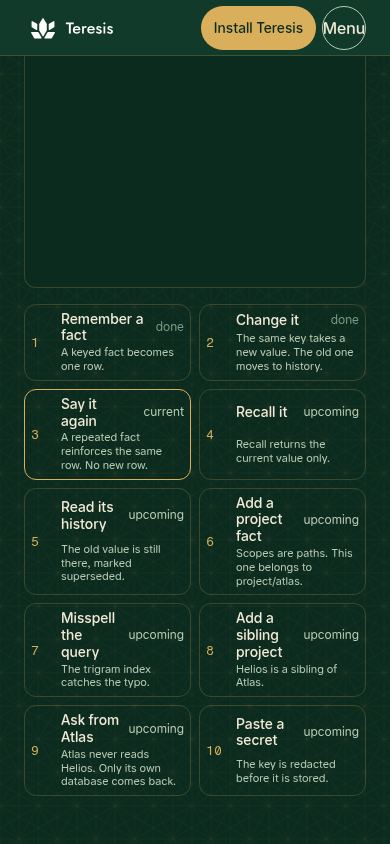 Teresis
Install Teresis
Menu
1
Remember a
fact
done
A keyed fact becomes
one row.
2
Change it
done
The same key takes a
new value. The old one
moves to history.
3
Say it
again
current
A repeated fact
reinforces the same
row. No new row.
4
Recall it
upcoming
Recall returns the
current value only.
5
Read its
history
upcoming
The old value is still
there, marked
superseded.
6
Add a
project
fact
upcoming
Scopes are paths. This
one belongs to
project/atlas.
7
Misspell
the
query
upcoming
The trigram index
catches the typo.
8
Add a
sibling
project
upcoming
Helios is a sibling of
Atlas.
9
Ask from
Atlas
upcoming
Atlas never reads
Helios. Only its own
database comes back.
10
Paste a
secret
upcoming
The key is redacted
before it is stored.